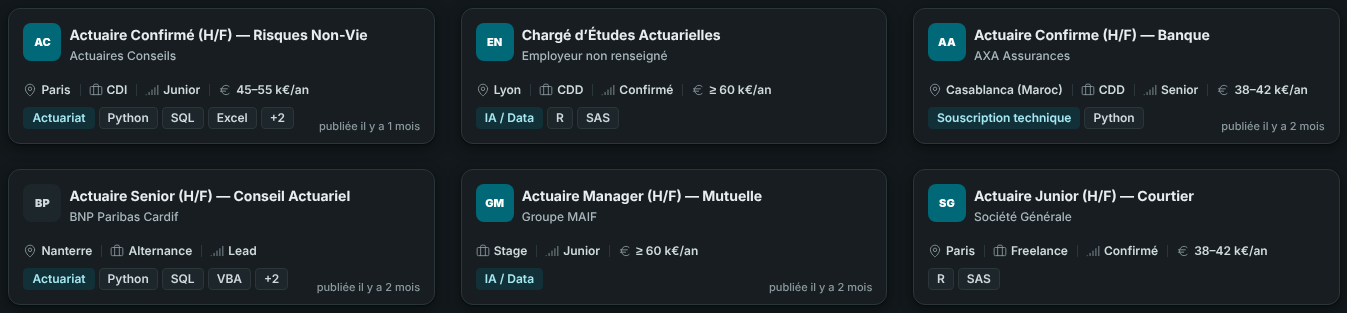 AC
Actuaire Confirmé (H/F) — Risques Non-Vie
Actuaires Conseils
Paris CDI Junior 45–55 k€/an
Actuariat Python SQL Excel +2
publiée il y a 1 mois
EN
Chargé d’Études Actuarielles
Employeur non renseigné
Lyon CDD Confirmé ≥ 60 k€/an
IA / Data R SAS
AA
Actuaire Confirme (H/F) — Banque
AXA Assurances
Casablanca (Maroc) CDD Senior 38–42 k€/an
Souscription technique Python
publiée il y a 2 mois
BP
Actuaire Senior (H/F) — Conseil Actuariel
BNP Paribas Cardif
Nanterre Alternance Lead
Actuariat Python SQL VBA +2
publiée il y a 2 mois
GM
Actuaire Manager (H/F) — Mutuelle
Groupe MAIF
Stage Junior ≥ 60 k€/an
IA / Data
publiée il y a 2 mois
SG
Actuaire Junior (H/F) — Courtier
Société Générale
Paris Freelance Confirmé 38–42 k€/an
R SAS